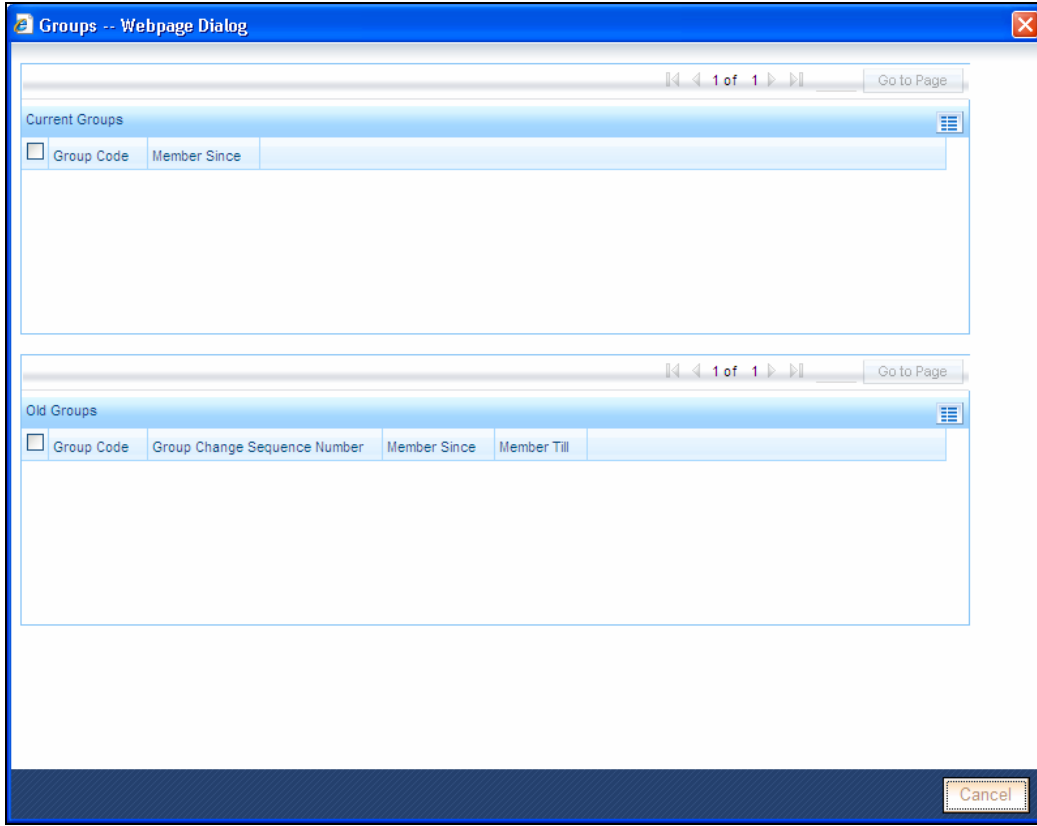 Groups -- Webpage Dialog
1 of 1 Go to Page
Current Groups
Group Code Member Since
1 of 1 Go to Page
Old Groups
Group Code Group Change Sequence Number Member Since Member Till
Cancel